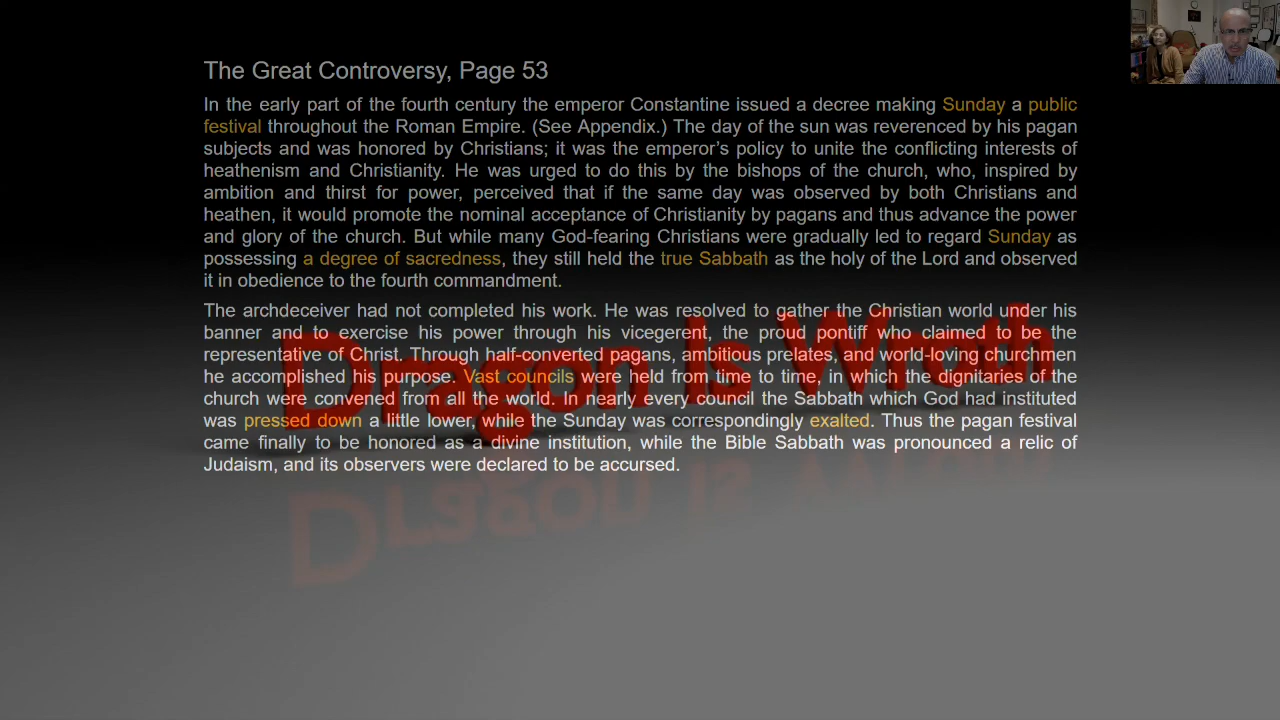 The Great Controversy, Page 53
In the early part of the fourth century the emperor Constantine issued a decree making Sunday a public
festival throughout the Roman Empire. (See Appendix.) The day of the sun was reverenced by his pagan
subjects and was honored by Christians; it was the emperor's policy to unite the conflicting interests of
heathenism and Christianity. He was urged to do this by the bishops of the church, who, inspired by
ambition and thirst for power, perceived that if the same day was observed by both Christians and
heathen, it would promote the nominal acceptance of Christianity by pagans and thus advance the power
and glory of the church. But while many God-fearing Christians were gradually led to regard Sunday as
possessing a degree of sacredness, they still held the true Sabbath as the holy of the Lord and observed
it in obedience to the fourth commandment.
The archdeceiver had not completed his work. He was resolved to gather the Christian world under his
banner and to exercise his power through his vicegerent, the proud pontiff who claimed to be the
representative of Christ. Through half-converted pagans, ambitious prelates, and world-loving churchmen
he accomplished his purpose. Vast councils were held from time to time, in which the dignitaries of the
church were convened from all the world. In nearly every council the Sabbath which God had instituted
was pressed down a little lower, while the Sunday was correspondingly exalted. Thus the pagan festival
came finally to be honored as a divine institution, while the Bible Sabbath was pronounced a relic of
Judaism, and its observers were declared to be accursed.
Dragon Is Wroth